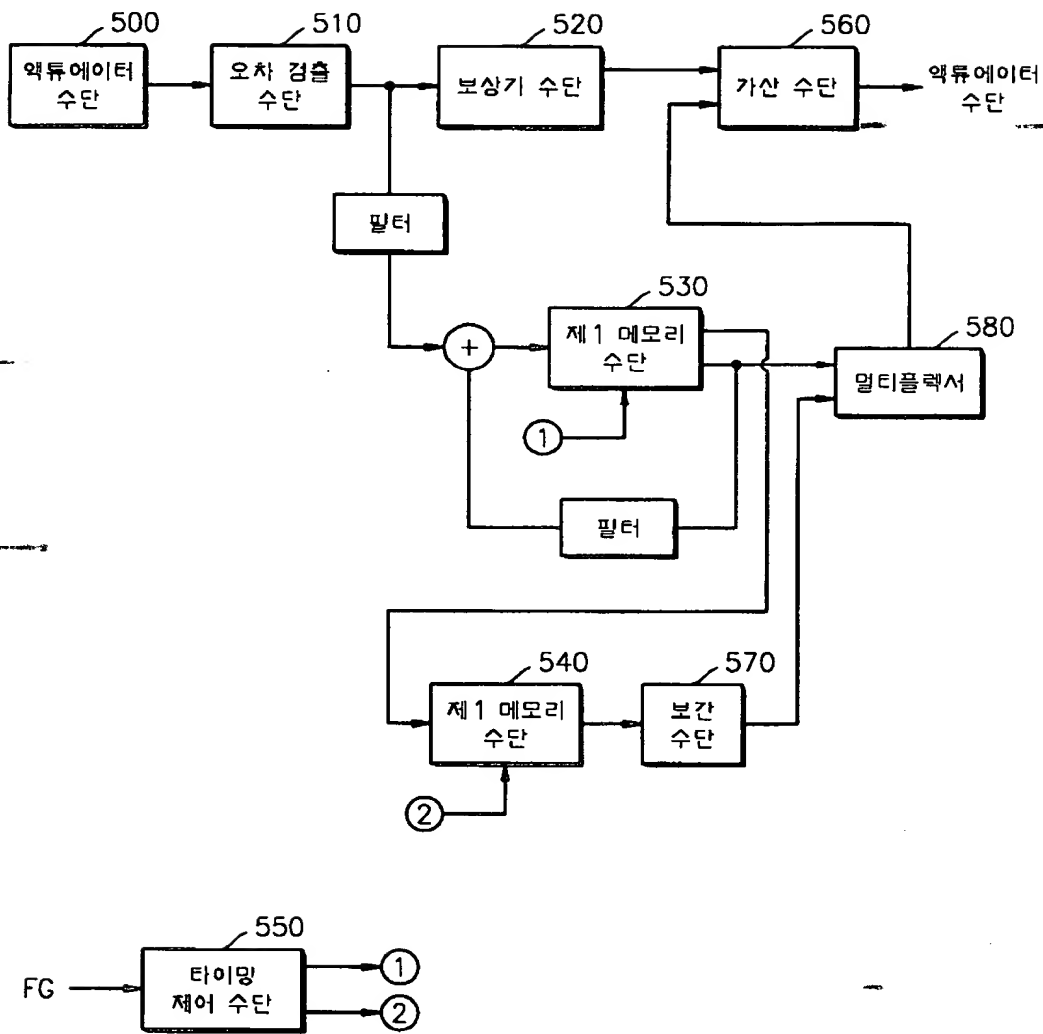 500
510
520
560
액튜에이터
수단
오차 검출
수단
보상기 수단
가산 수단
액튜에이터
수단
필터
530
+
제1 메모리
수단
580
멀티플렉서
1
필터
540
570
제1 메모리
수단
보간
수단
2
550
FG
타이밍
제어 수단
1
2